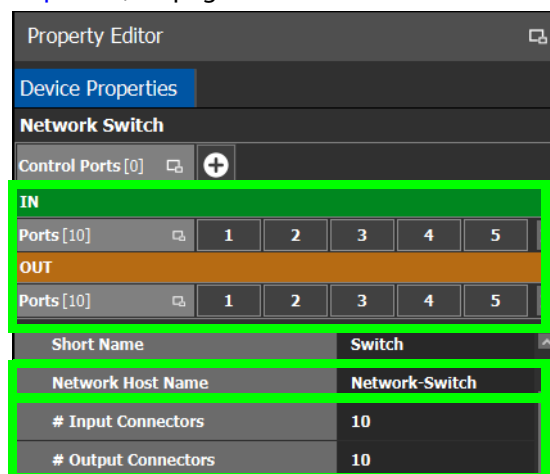 Property Editor
Device Properties
Network Switch
Control Ports [0]
IN
Ports [10] 1 2 3 4 5
OUT
Ports [10] 1 2 3 4 5
Short Name Switch
Network Host Name Network-Switch
# Input Connectors 10
# Output Connectors 10